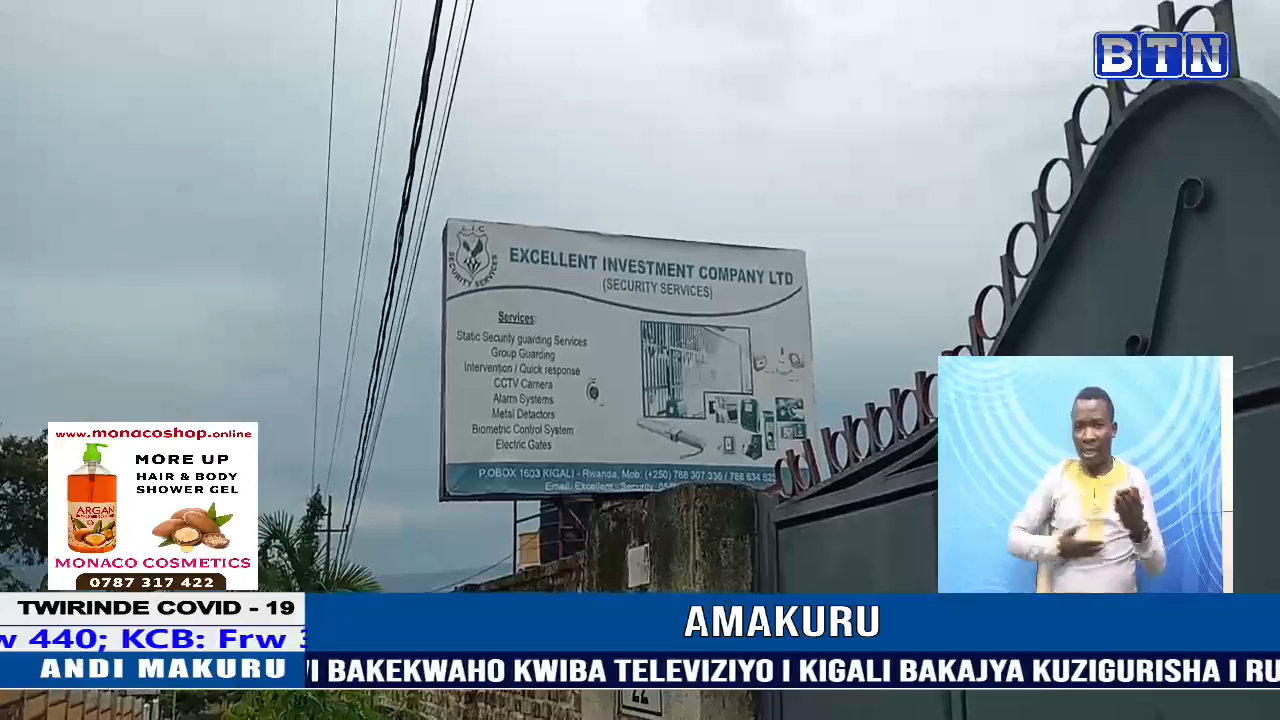 BTN
E.I.C
SECURITY SERVICES
EXCELLENT INVESTMENT COMPANY LTD
(SECURITY SERVICES)
Services:
Static Security guarding Services
Group Guarding
Intervention / Quick response
CCTV Camera
Alarm Systems
Metal Detactors
Biometric Control System
Electric Gates
P.OBOX 1603 KIGALI - Rwanda, Mob: (+250) 788 307 336 / 788 634
Email: Excellent_Security
www.monacoshop.online
MORE UP
HAIR & BODY
SHOWER GEL
ARGAN
MONACO COSMETICS
0787 317 422
TWIRINDE COVID - 19
w 440; KCB: Frw
AMAKURU
ANDI MAKURU
I BAKEKWAHO KWIBA TELEVIZIYO I KIGALI BAKAJYA KUZIGURISHA I RU
22